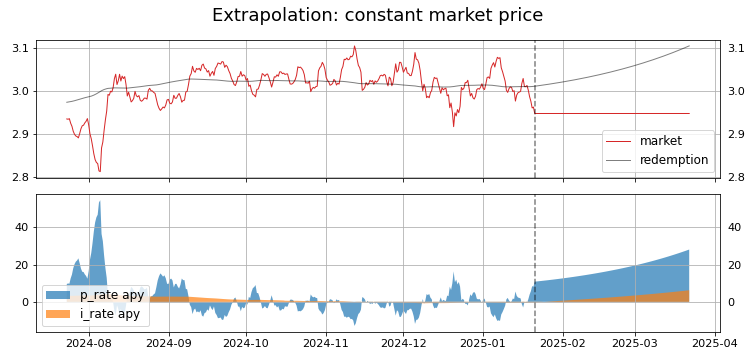 Extrapolation: constant market price
3.1 3.1
3.0 3.0
2.9 2.9
2.8 2.8
market
redemption
40 40
20 20
0 0
p_rate apy
i_rate apy
2024-08 2024-09 2024-10 2024-11 2024-12 2025-01 2025-02 2025-03 2025-04